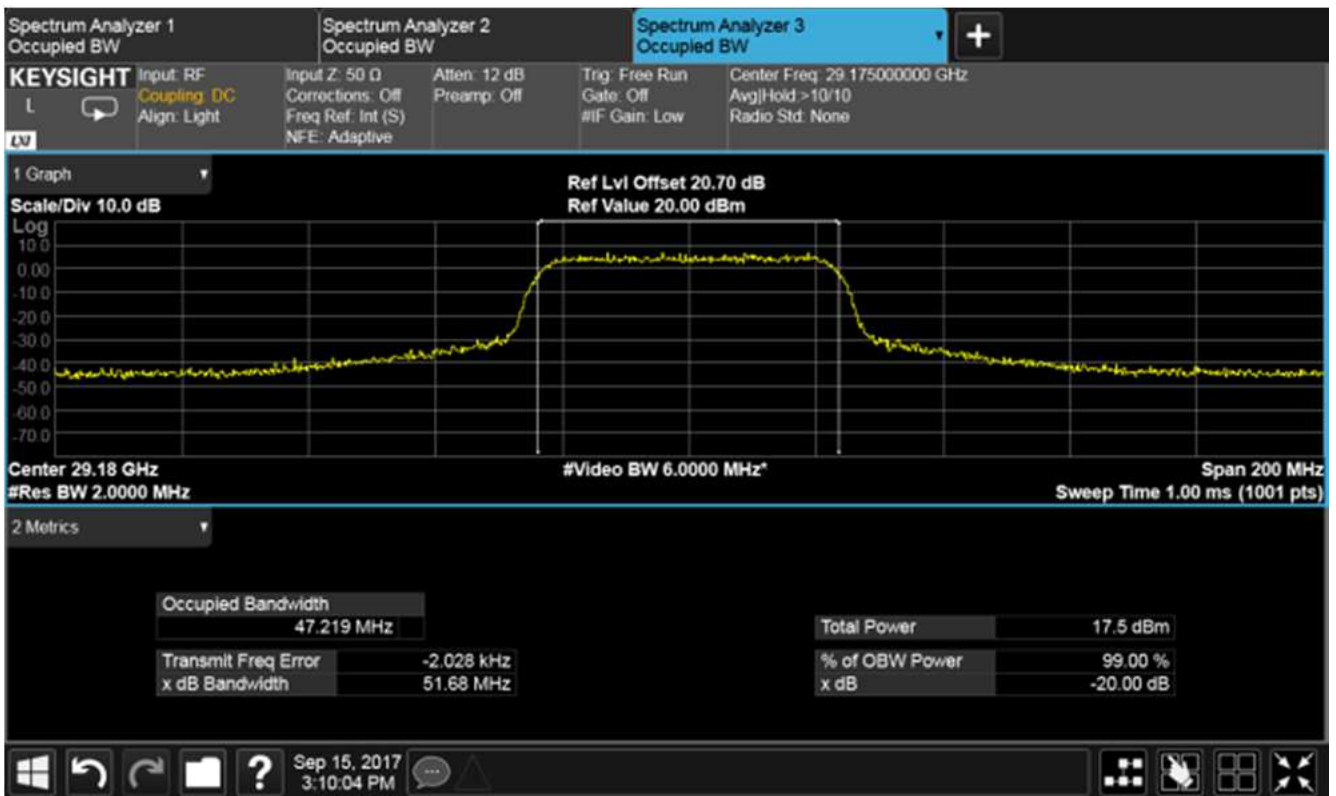 Spectrum Analyzer 1
Occupied BW
Spectrum Analyzer 2
Occupied BW
Spectrum Analyzer 3
Occupied BW
+
KEYSIGHT
L
LXI
Input: RF
Coupling: DC
Align: Light
Input Z: 50 Ω
Corrections: Off
Freq Ref: Int (S)
NFE: Adaptive
Atten: 12 dB
Preamp: Off
Trig: Free Run
Gate: Off
#IF Gain: Low
Center Freq: 29.175000000 GHz
Avg|Hold:>10/10
Radio Std: None
1 Graph
Scale/Div 10.0 dB
Ref Lvl Offset 20.70 dB
Ref Value 20.00 dBm
Log
10.0
0.00
-10.0
-20.0
-30.0
-40.0
-50.0
-60.0
-70.0
Center 29.18 GHz
#Res BW 2.0000 MHz
#Video BW 6.0000 MHz*
Span 200 MHz
Sweep Time 1.00 ms (1001 pts)
2 Metrics
Occupied Bandwidth
47.219 MHz
Transmit Freq Error -2.028 kHz
x dB Bandwidth 51.68 MHz
Total Power 17.5 dBm
% of OBW Power 99.00 %
x dB -20.00 dB
?
Sep 15, 2017
3:10:04 PM